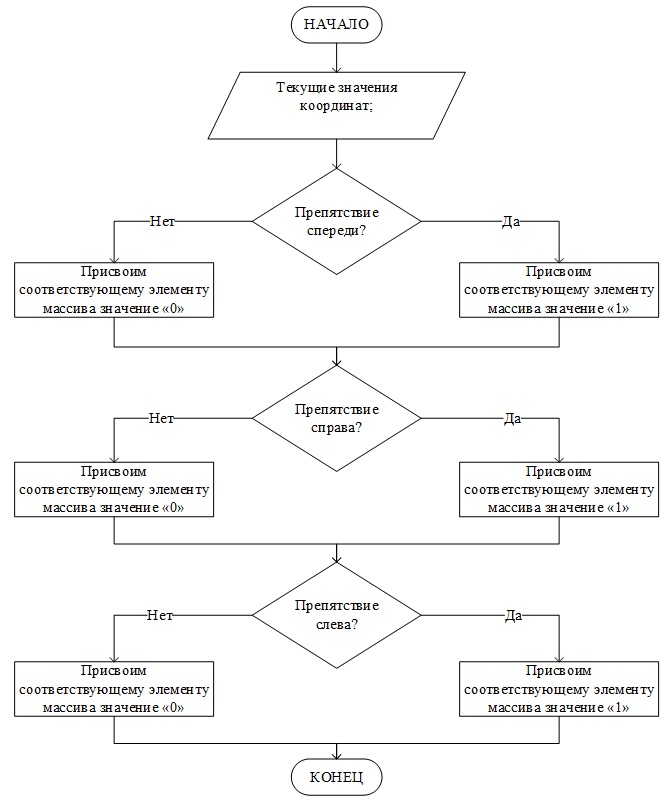 НАЧАЛО
Текущие значения
координат;
Препятствие
спереди?
Нет
Да
Присвоим
соответствующему элементу
массива значение «0»
Присвоим
соответствующему элементу
массива значение «1»
Препятствие
справа?
Нет
Да
Присвоим
соответствующему элементу
массива значение «0»
Присвоим
соответствующему элементу
массива значение «1»
Препятствие
слева?
Нет
Да
Присвоим
соответствующему элементу
массива значение «0»
Присвоим
соответствующему элементу
массива значение «1»
КОНЕЦ